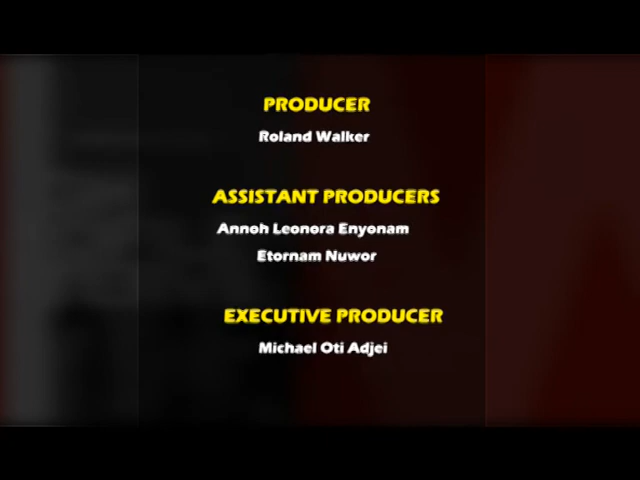 PRODUCER
Roland Walker
ASSISTANT PRODUCERS
Annoh Leonora Enyonam
Etornam Nuwor
EXECUTIVE PRODUCER
Michael Oti Adjei